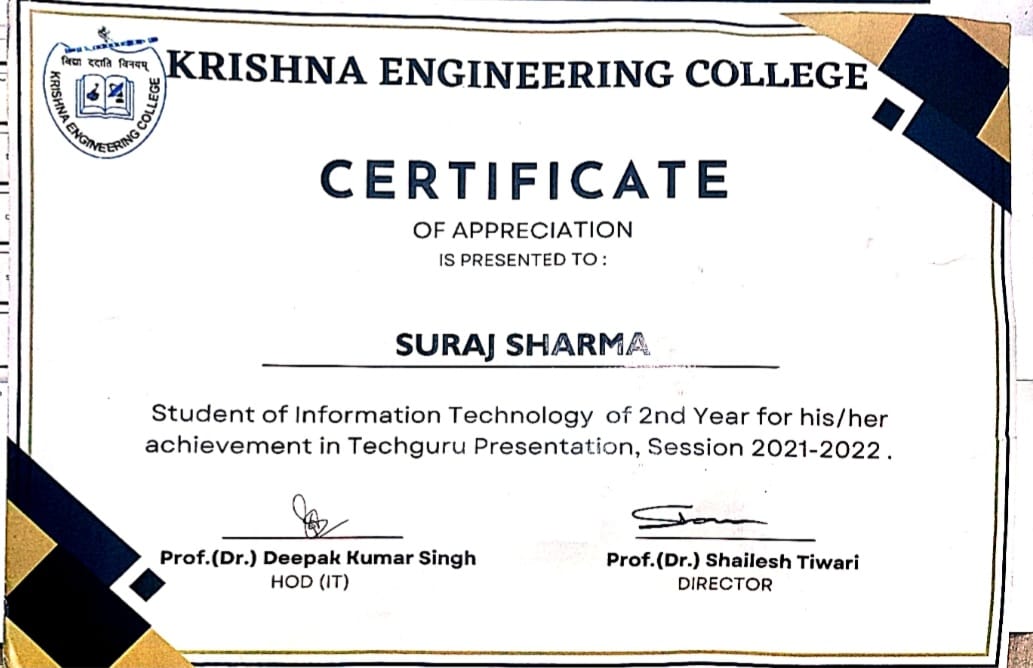 विद्या ददाति विनयम्
KRISHNA ENGINEERING COLLEGE
KRISHNA ENGINEERING COLLEGE
CERTIFICATE
OF APPRECIATION
IS PRESENTED TO :
SURAJ SHARMA
Student of Information Technology of 2nd Year for his/her
achievement in Techguru Presentation, Session 2021-2022 .
Prof.(Dr.) Deepak Kumar Singh
HOD (IT)
Prof.(Dr.) Shailesh Tiwari
DIRECTOR